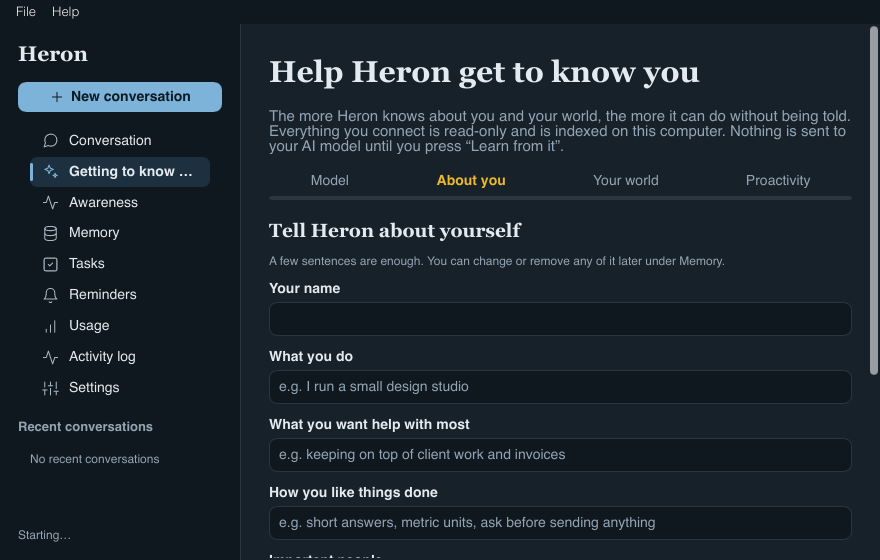 File Help
Heron
New conversation
Conversation
Getting to know ...
Awareness
Memory
Tasks
Reminders
Usage
Activity log
Settings
Recent conversations
No recent conversations
Starting...
Help Heron get to know you
The more Heron knows about you and your world, the more it can do without being told.
Everything you connect is read-only and is indexed on this computer. Nothing is sent to
your AI model until you press “Learn from it”.
Model About you Your world Proactivity
Tell Heron about yourself
A few sentences are enough. You can change or remove any of it later under Memory.
Your name
What you do
e.g. I run a small design studio
What you want help with most
e.g. keeping on top of client work and invoices
How you like things done
e.g. short answers, metric units, ask before sending anything
Important people